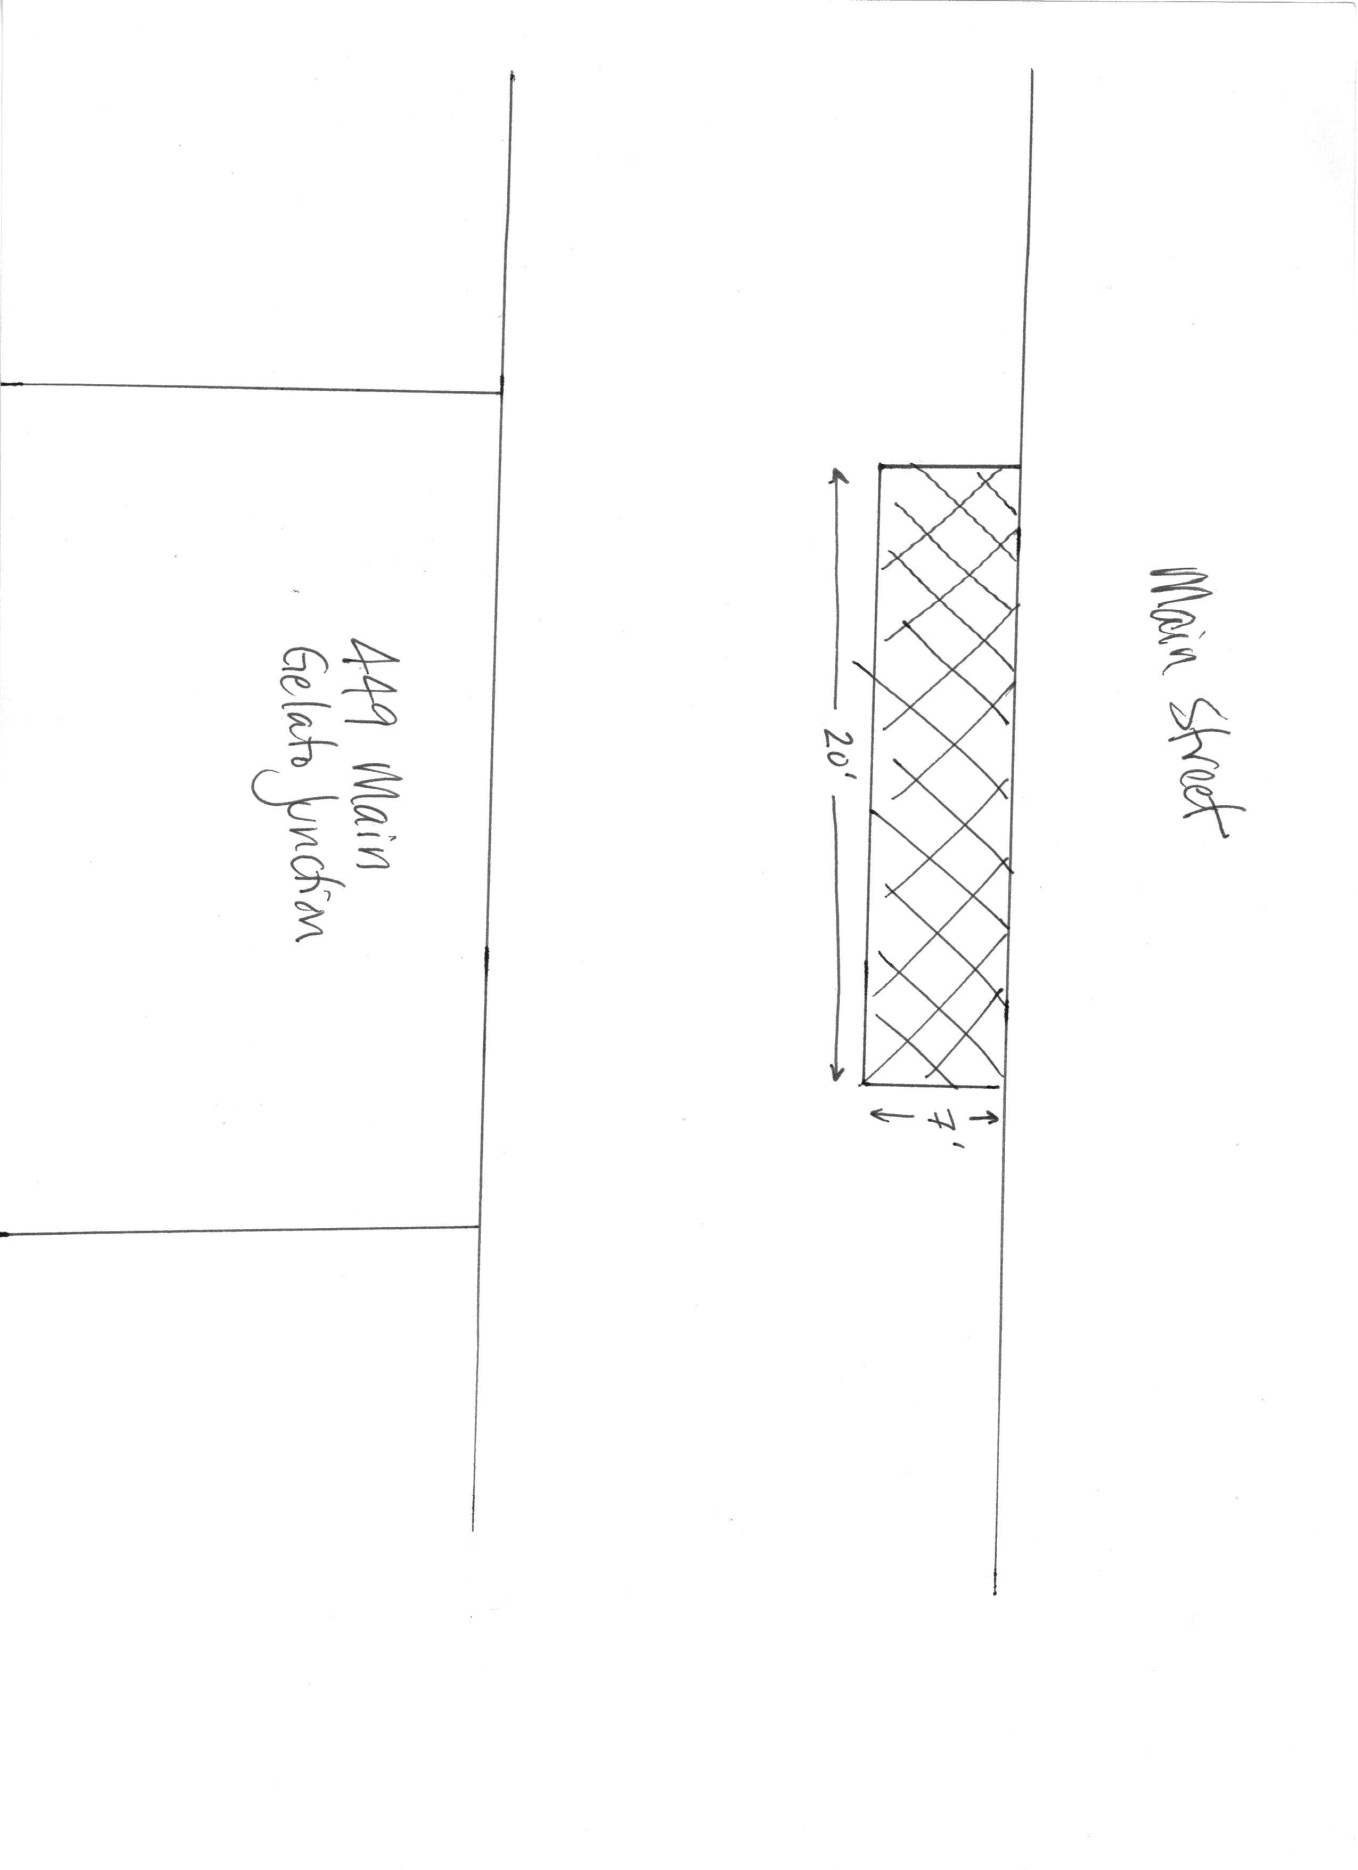 Main Street
20'
7'
449 Main
Gelato Junction